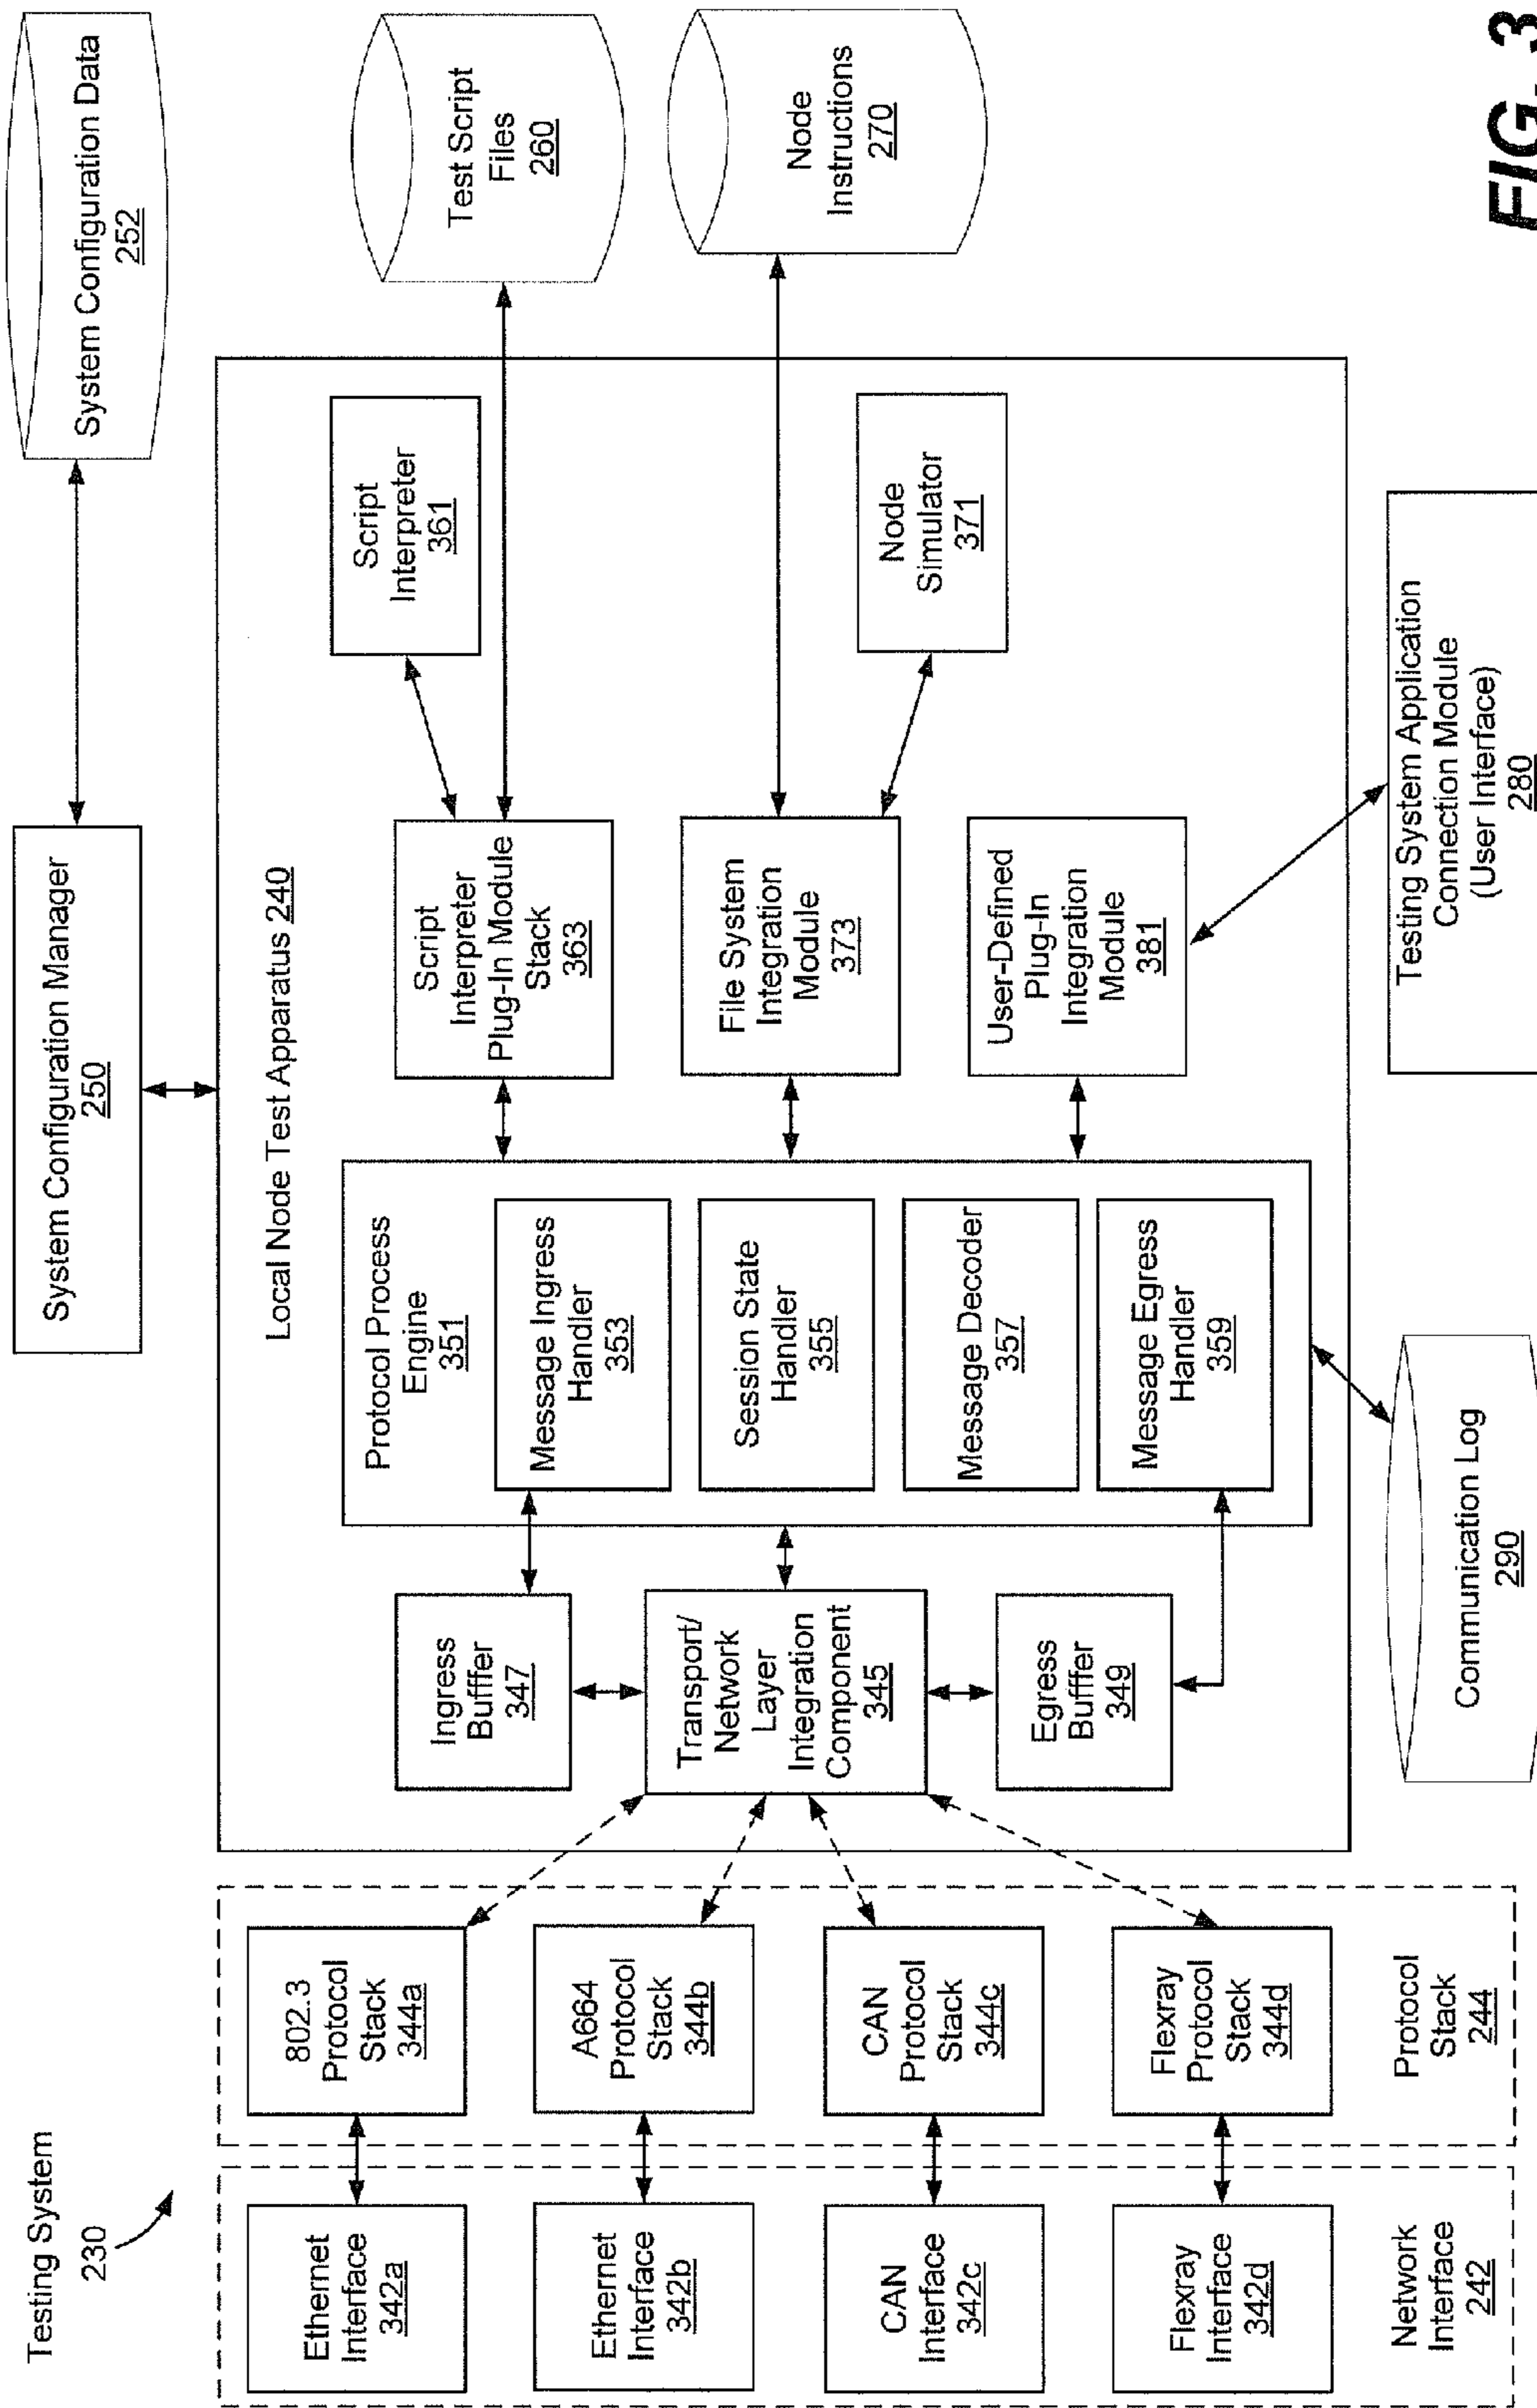 Testing System
230
Ethernet
Interface
342a
Ethernet
Interface
342b
CAN
Interface
342c
Flexray
Interface
342d
Network
Interface
242
802.3
Protocol
Stack
344a
A664
Protocol
Stack
344b
CAN
Protocol
Stack
344c
Flexray
Protocol
Stack
344d
Protocol
Stack
244
System Configuration Manager
250
System Configuration Data
252
Local Node Test Apparatus 240
Ingress
Bufffer
347
Transport/
Network
Layer
Integration
Component
345
Egress
Bufffer
349
Protocol Process
Engine
351
Message Ingress
Handler
353
Session State
Handler
355
Message Decoder
357
Message Egress
Handler
359
Script
Interpreter
Plug-In Module
Stack
363
File System
Integration
Module
373
User-Defined
Plug-In
Integration
Module
381
Script
Interpreter
361
Node
Simulator
371
Test Script
Files
260
Node
Instructions
270
Communication Log
290
Testing System Application
Connection Module
(User Interface)
280
FIG. 3